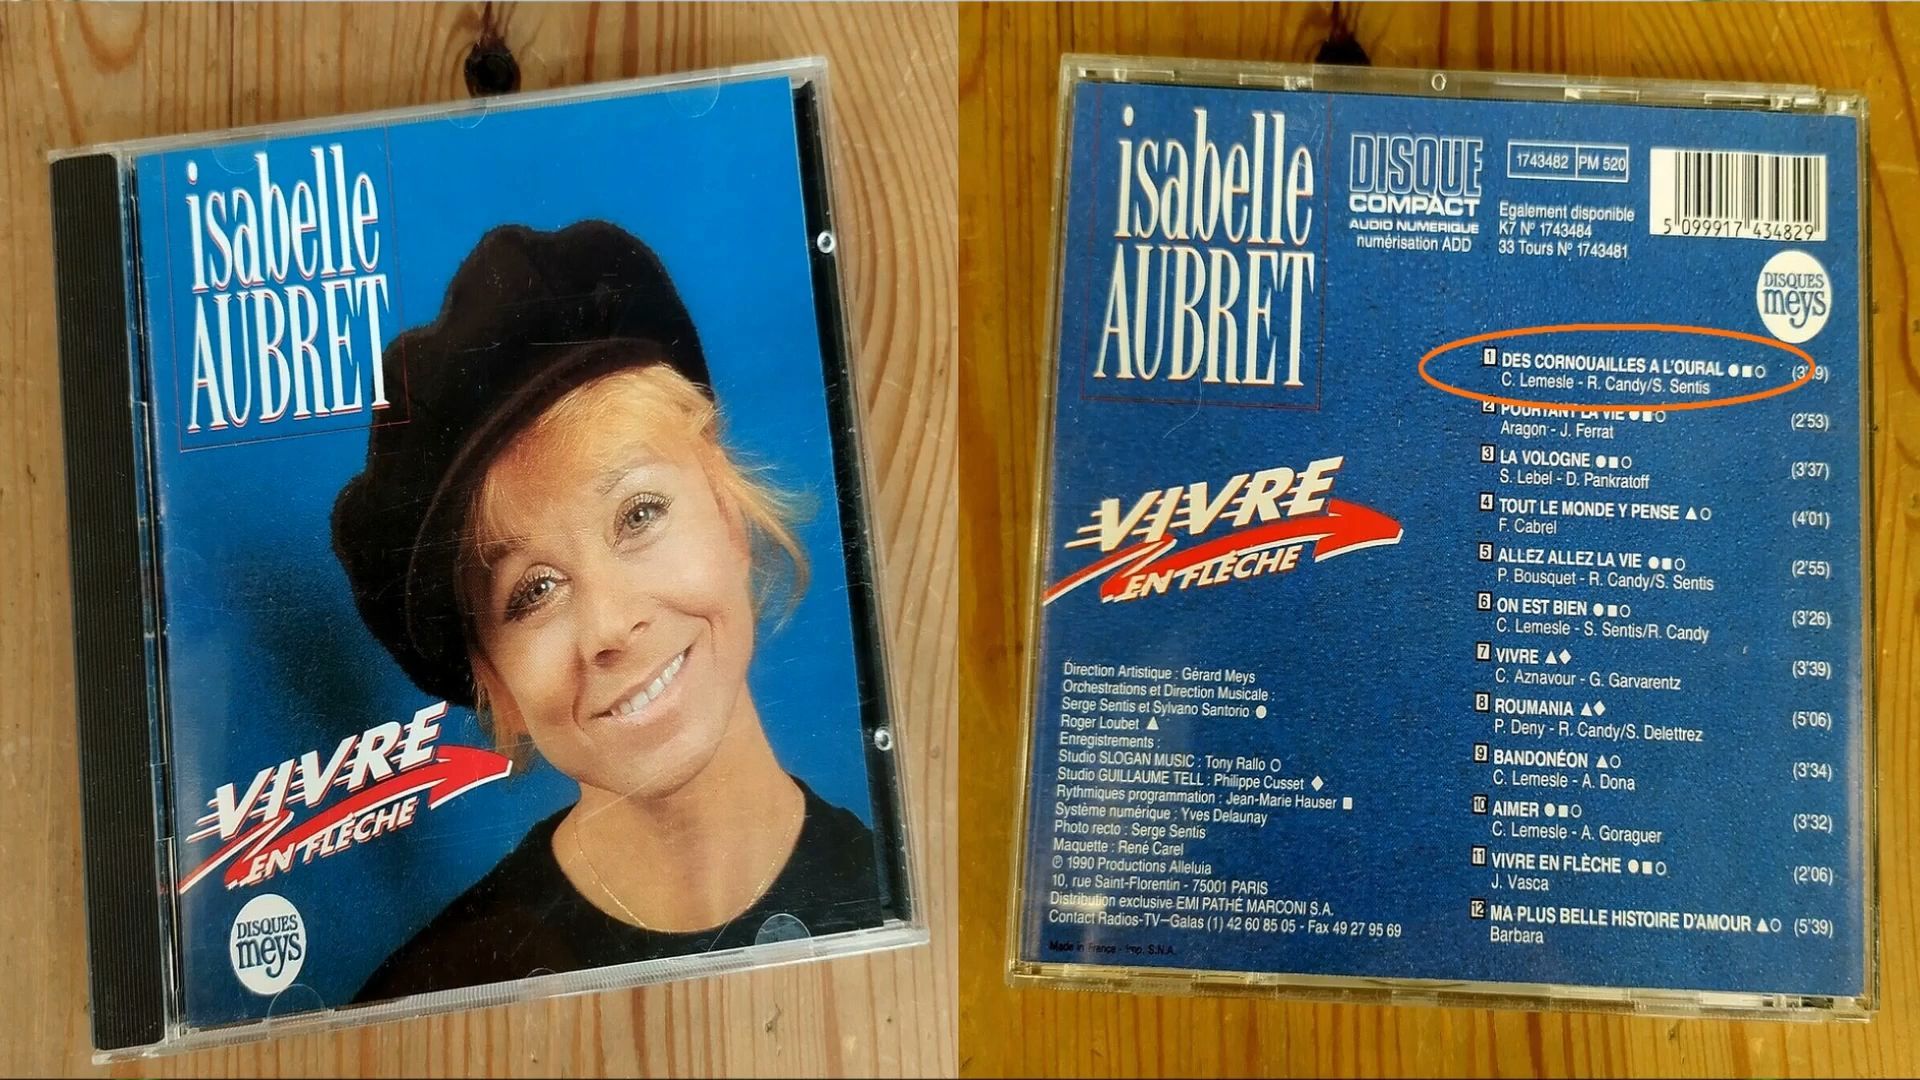 isabelle
AUBRET
VIVRE
EN FLÈCHE
DISQUES
meys
isabelle
AUBRET
DISQUE
COMPACT
AUDIO NUMERIQUE
numérisation ADD
1743482 PM 520
Egalement disponible
K7 Nº 1743484
33 Tours Nº 1743481
5 099917 434829
DISQUES
meys
VIVRE
EN FLÈCHE
1 DES CORNOUAILLES A L'OURAL ●■○
C. Lemesle - R. Candy/S. Sentis
2 POURTANT LA VIE ●■○ (2'53)
Aragon - J. Ferrat
3 LA VOLOGNE ●■○ (3'37)
S. Lebel - D. Pankratoff
4 TOUT LE MONDE Y PENSE ▲○ (4'01)
F. Cabrel
5 ALLEZ ALLEZ LA VIE ●■○ (2'55)
P. Bousquet - R. Candy/S. Sentis
6 ON EST BIEN ●■○ (3'26)
C. Lemesle - S. Sentis/R. Candy
7 VIVRE ▲◆ (3'39)
C. Aznavour - G. Garvarentz
8 ROUMANIA ▲◆ (5'06)
P. Deny - R. Candy/S. Delettrez
9 BANDONÉON ▲○ (3'34)
C. Lemesle - A. Dona
10 AIMER ●■○ (3'32)
C. Lemesle - A. Goraguer
11 VIVRE EN FLÈCHE ●■○ (2'06)
J. Vasca
12 MA PLUS BELLE HISTOIRE D'AMOUR ▲○ (5'39)
Barbara
Direction Artistique : Gérard Meys
Orchestrations et Direction Musicale :
Serge Sentis et Sylvano Santorio ●
Roger Loubet ▲
Enregistrements :
Studio SLOGAN MUSIC : Tony Rallo ○
Studio GUILLAUME TELL : Philippe Cusset ◆
Rythmiques programmation : Jean-Marie Hauser ■
Système numérique : Yves Delaunay
Photo recto : Serge Sentis
Maquette : René Carel
℗ 1990 Productions Alleluia
10, rue Saint-Florentin - 75001 PARIS
Distribution exclusive EMI PATHÉ MARCONI S.A.
Contact Radios-TV-Galas (1) 42 60 85 05 - Fax 49 27 95 69
Made in France - Imp. S.N.A.